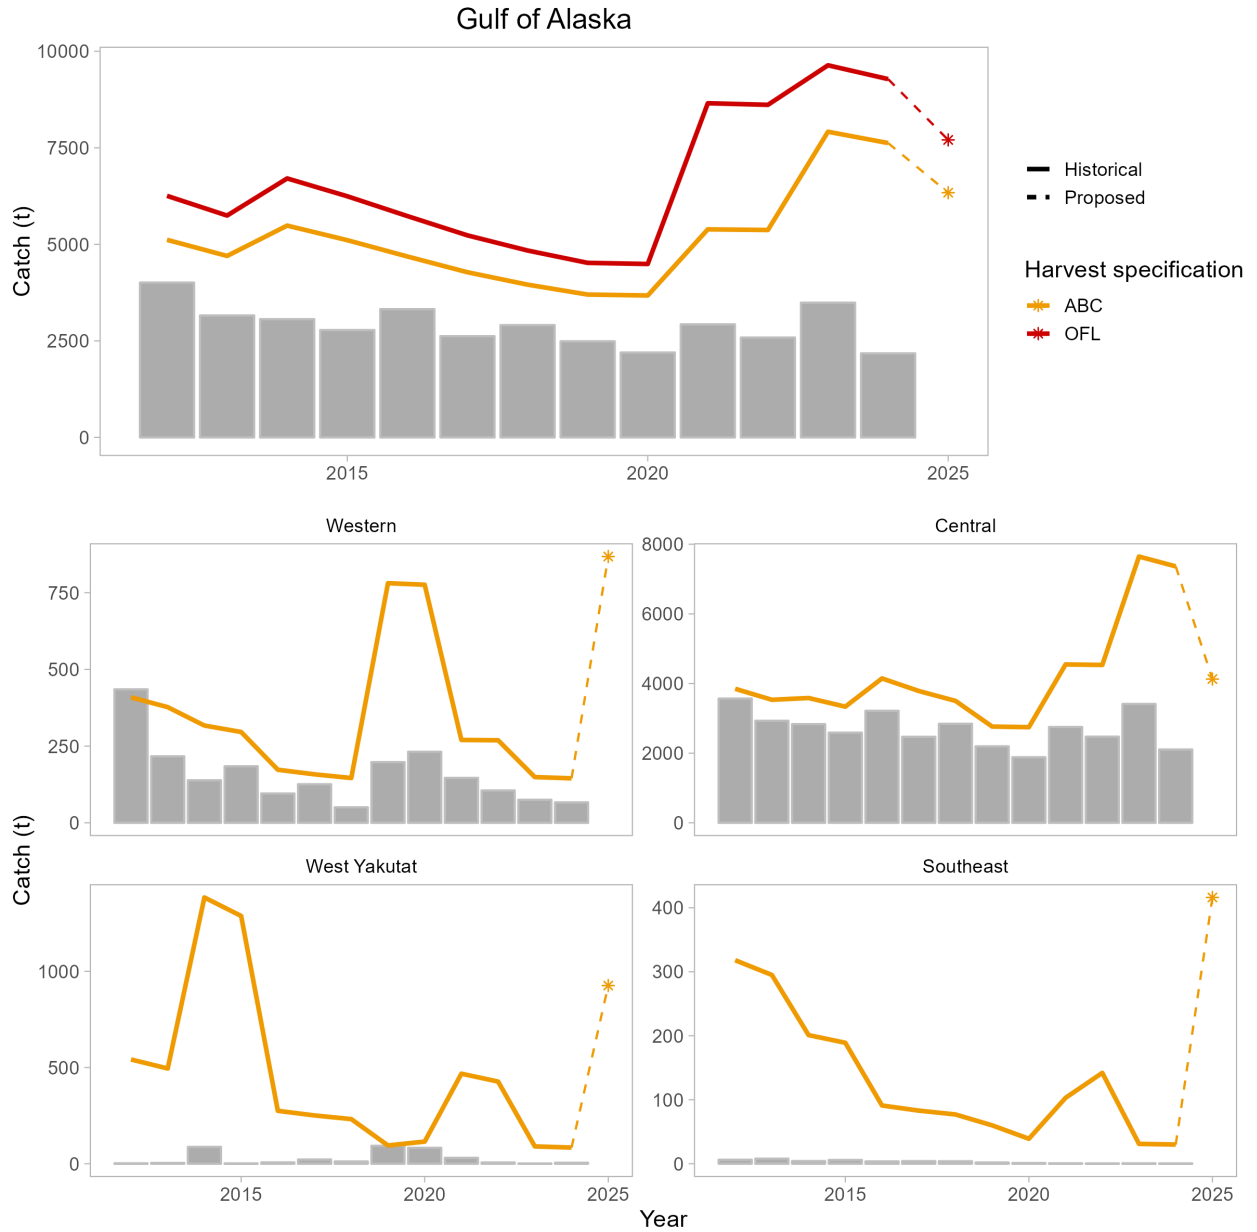 Gulf of Alaska
10000
7500
5000
2500
0
Catch (t)
2015
2020
2025
Historical
Proposed
Harvest specification
ABC
OFL
Western
Central
750
500
250
0
8000
6000
4000
2000
0
Catch (t)
West Yakutat
Southeast
1000
500
0
400
300
200
100
0
2015
2020
2025
2015
2020
2025
Year